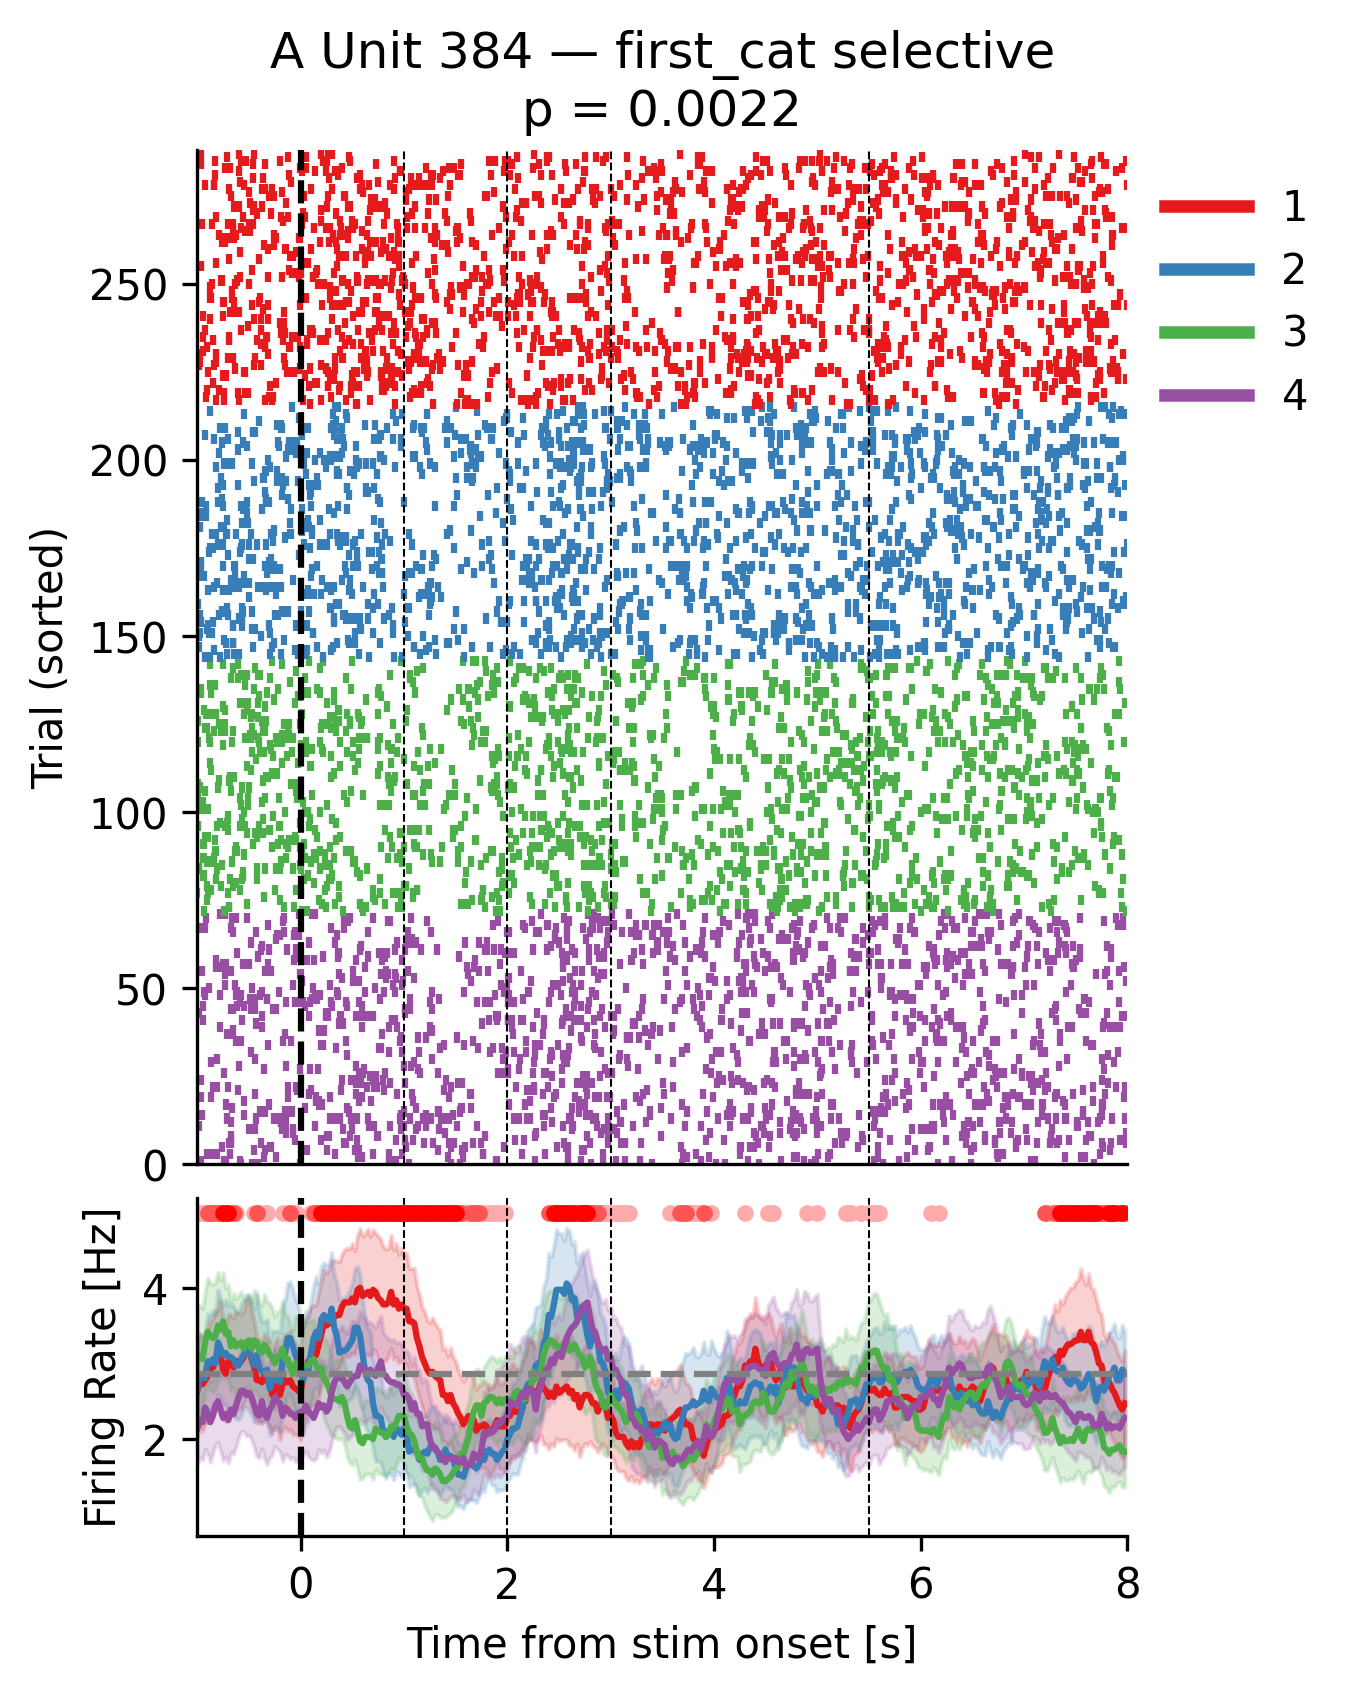 A Unit 384 — first_cat selective
p = 0.0022
1
2
3
4
Trial (sorted)
250
200
150
100
50
0
Firing Rate [Hz]
4
2
0 2 4 6 8
Time from stim onset [s]